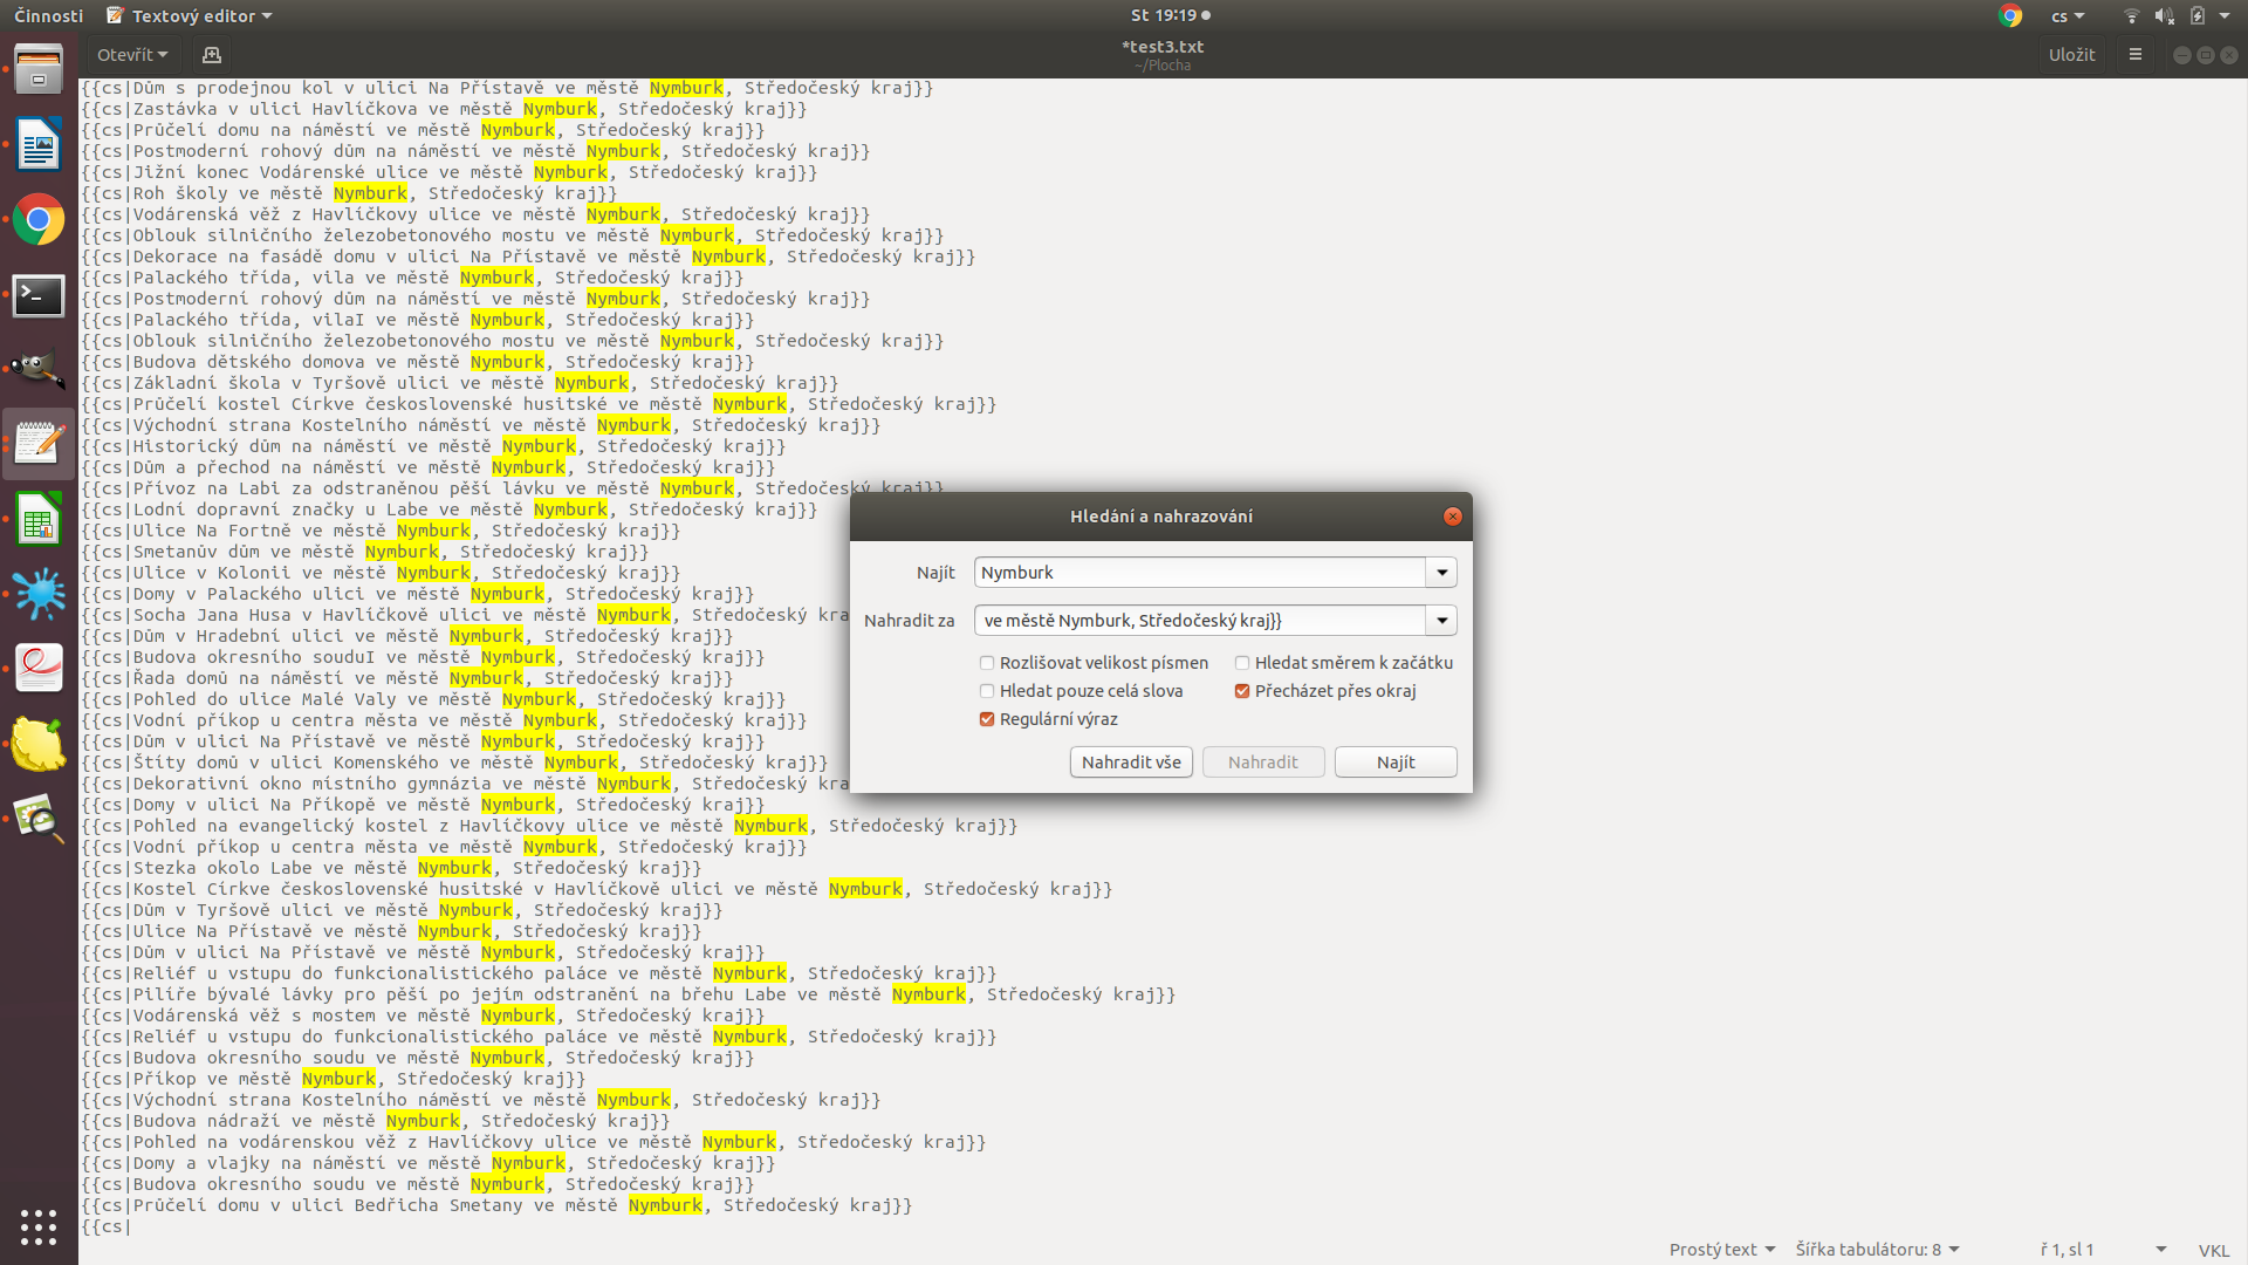 Činnosti
Textový editor
St 19:19
cs
Otevřít
*test3.txt
~/Plocha
Uložit
{{cs|Dům s prodejnou kol v ulici Na Přístavě ve městě Nymburk, Středočeský kraj}}
{{cs|Zastávka v ulici Havlíčkova ve městě Nymburk, Středočeský kraj}}
{{cs|Průčelí domu na náměstí ve městě Nymburk, Středočeský kraj}}
{{cs|Postmoderní rohový dům na náměstí ve městě Nymburk, Středočeský kraj}}
{{cs|Jižní konec Vodárenské ulice ve městě Nymburk, Středočeský kraj}}
{{cs|Roh školy ve městě Nymburk, Středočeský kraj}}
{{cs|Vodárenská věž z Havlíčkovy ulice ve městě Nymburk, Středočeský kraj}}
{{cs|Oblouk silničního železobetonového mostu ve městě Nymburk, Středočeský kraj}}
{{cs|Dekorace na fasádě domu v ulici Na Přístavě ve městě Nymburk, Středočeský kraj}}
{{cs|Palackého třída, vila ve městě Nymburk, Středočeský kraj}}
{{cs|Postmoderní rohový dům na náměstí ve městě Nymburk, Středočeský kraj}}
{{cs|Palackého třída, vilaI ve městě Nymburk, Středočeský kraj}}
{{cs|Oblouk silničního železobetonového mostu ve městě Nymburk, Středočeský kraj}}
{{cs|Budova dětského domova ve městě Nymburk, Středočeský kraj}}
{{cs|Základní škola v Tyršově ulici ve městě Nymburk, Středočeský kraj}}
{{cs|Průčelí kostel Církve československé husitské ve městě Nymburk, Středočeský kraj}}
{{cs|Východní strana Kostelního náměstí ve městě Nymburk, Středočeský kraj}}
{{cs|Historický dům na náměstí ve městě Nymburk, Středočeský kraj}}
{{cs|Dům a přechod na náměstí ve městě Nymburk, Středočeský kraj}}
{{cs|Přívoz na Labi za odstraněnou pěší lávku ve městě Nymburk, Středočeský kraj}}
{{cs|Lodní dopravní značky u Labe ve městě Nymburk, Středočeský kraj}}
{{cs|Ulice Na Fortně ve městě Nymburk, Středočeský kraj}}
{{cs|Smetanův dům ve městě Nymburk, Středočeský kraj}}
{{cs|Ulice v Kolonii ve městě Nymburk, Středočeský kraj}}
{{cs|Domy v Palackého ulici ve městě Nymburk, Středočeský kraj}}
{{cs|Socha Jana Husa v Havlíčkově ulici ve městě Nymburk, Středočeský kra
{{cs|Dům v Hradební ulici ve městě Nymburk, Středočeský kraj}}
{{cs|Budova okresního souduI ve městě Nymburk, Středočeský kraj}}
{{cs|Řada domů na náměstí ve městě Nymburk, Středočeský kraj}}
{{cs|Pohled do ulice Malé Valy ve městě Nymburk, Středočeský kraj}}
{{cs|Vodní příkop u centra města ve městě Nymburk, Středočeský kraj}}
{{cs|Dům v ulici Na Přístavě ve městě Nymburk, Středočeský kraj}}
{{cs|Štíty domů v ulici Komenského ve městě Nymburk, Středočeský kraj}}
{{cs|Dekorativní okno místního gymnázia ve městě Nymburk, Středočeský kra
{{cs|Domy v ulici Na Příkopě ve městě Nymburk, Středočeský kraj}}
{{cs|Pohled na evangelický kostel z Havlíčkovy ulice ve městě Nymburk, Středočeský kraj}}
{{cs|Vodní příkop u centra města ve městě Nymburk, Středočeský kraj}}
{{cs|Stezka okolo Labe ve městě Nymburk, Středočeský kraj}}
{{cs|Kostel Církve československé husitské v Havlíčkově ulici ve městě Nymburk, Středočeský kraj}}
{{cs|Dům v Tyršově ulici ve městě Nymburk, Středočeský kraj}}
{{cs|Ulice Na Přístavě ve městě Nymburk, Středočeský kraj}}
{{cs|Dům v ulici Na Přístavě ve městě Nymburk, Středočeský kraj}}
{{cs|Reliéf u vstupu do funkcionalistického paláce ve městě Nymburk, Středočeský kraj}}
{{cs|Pilíře bývalé lávky pro pěší po jejím odstranění na břehu Labe ve městě Nymburk, Středočeský kraj}}
{{cs|Vodárenská věž s mostem ve městě Nymburk, Středočeský kraj}}
{{cs|Reliéf u vstupu do funkcionalistického paláce ve městě Nymburk, Středočeský kraj}}
{{cs|Budova okresního soudu ve městě Nymburk, Středočeský kraj}}
{{cs|Příkop ve městě Nymburk, Středočeský kraj}}
{{cs|Východní strana Kostelního náměstí ve městě Nymburk, Středočeský kraj}}
{{cs|Budova nádraží ve městě Nymburk, Středočeský kraj}}
{{cs|Pohled na vodárenskou věž z Havlíčkovy ulice ve městě Nymburk, Středočeský kraj}}
{{cs|Domy a vlajky na náměstí ve městě Nymburk, Středočeský kraj}}
{{cs|Budova okresního soudu ve městě Nymburk, Středočeský kraj}}
{{cs|Průčelí domu v ulici Bedřicha Smetany ve městě Nymburk, Středočeský kraj}}
{{cs|
Hledání a nahrazování
Najít Nymburk
Nahradit za ve městě Nymburk, Středočeský kraj}}
Rozlišovat velikost písmen Hledat směrem k začátku
Hledat pouze celá slova Přecházet přes okraj
Regulární výraz
Nahradit vše Nahradit Najít
Prostý text Šířka tabulátoru: 8 ř 1, sl 1 VKL